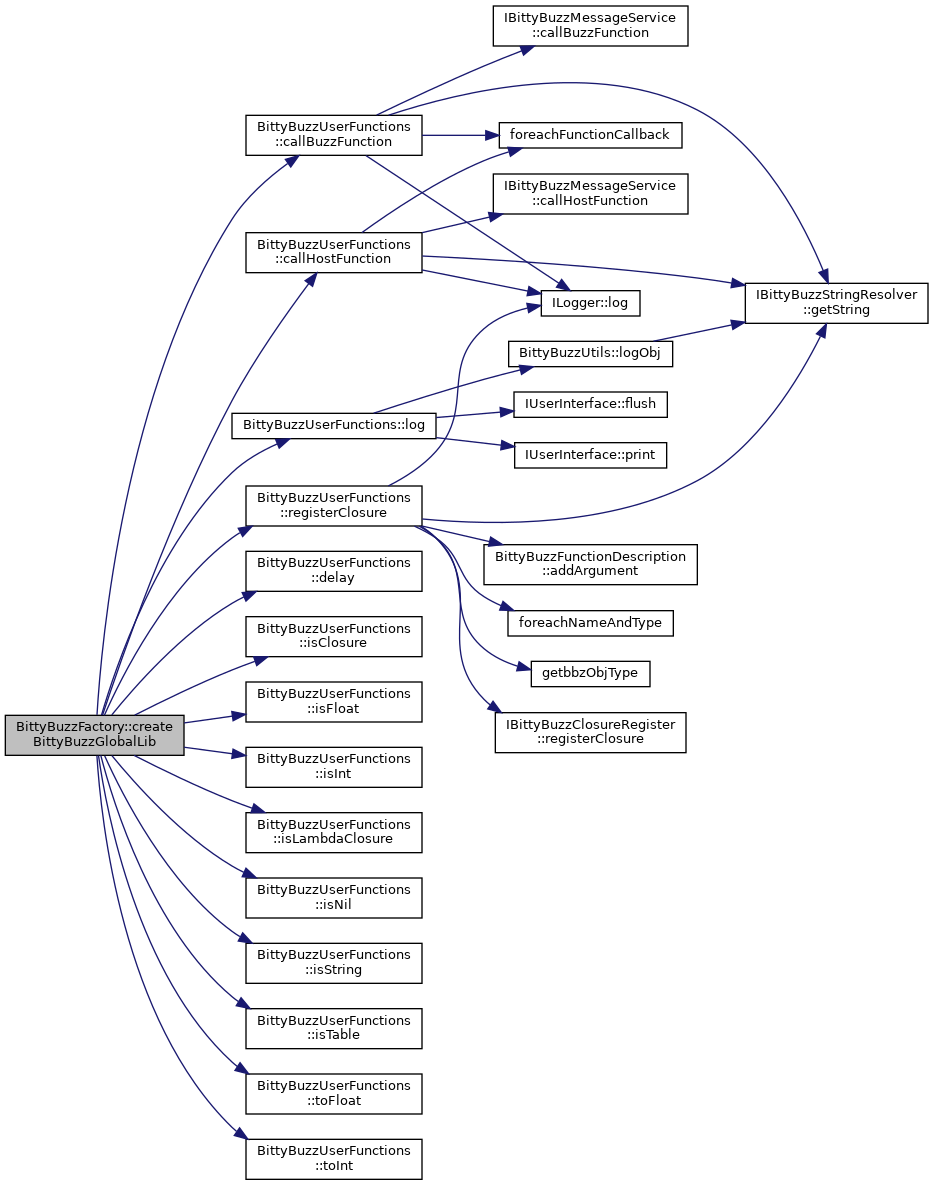 IBittyBuzzMessageService
::callBuzzFunction
BittyBuzzUserFunctions
::callBuzzFunction
foreachFunctionCallback
IBittyBuzzMessageService
::callHostFunction
BittyBuzzUserFunctions
::callHostFunction
ILogger::log
IBittyBuzzStringResolver
::getString
BittyBuzzUtils::logObj
IUserInterface::flush
BittyBuzzUserFunctions::log
IUserInterface::print
BittyBuzzUserFunctions
::registerClosure
BittyBuzzFunctionDescription
::addArgument
BittyBuzzUserFunctions
::delay
foreachNameAndType
BittyBuzzUserFunctions
::isClosure
getbbzObjType
BittyBuzzUserFunctions
::isFloat
IBittyBuzzClosureRegister
::registerClosure
BittyBuzzFactory::create
BittyBuzzGlobalLib
BittyBuzzUserFunctions
::isInt
BittyBuzzUserFunctions
::isLambdaClosure
BittyBuzzUserFunctions
::isNil
BittyBuzzUserFunctions
::isString
BittyBuzzUserFunctions
::isTable
BittyBuzzUserFunctions
::toFloat
BittyBuzzUserFunctions
::toInt